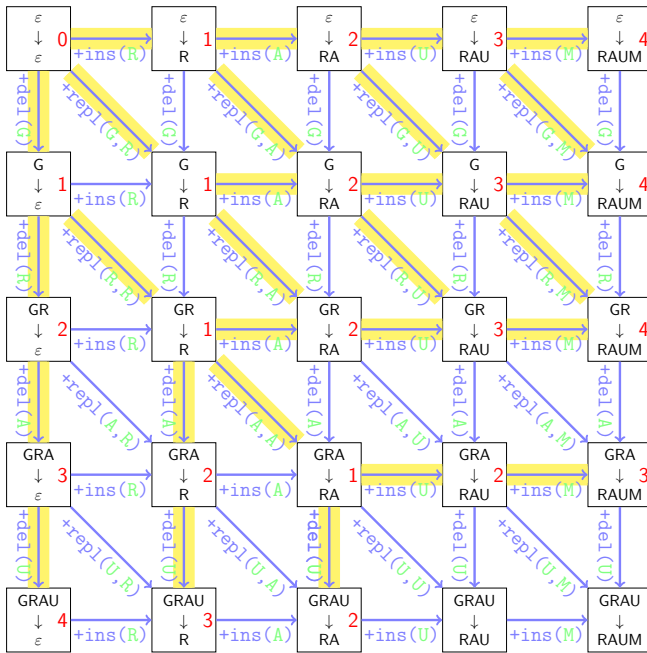 ε ε ε ε ε
↓ 0 ↓ 1 ↓ 2 ↓ 3 ↓ 4
ε +ins(R) R +ins(A) RA +ins(U) RAU +ins(M) RAUM
+del(G) +repl(G,R) +del(G) +repl(G,A) +del(G) +repl(G,U) +del(G) +repl(G,M) +del(G)
G G G G G
↓ 1 ↓ 1 ↓ 2 ↓ 3 ↓ 4
ε +ins(R) R +ins(A) RA +ins(U) RAU +ins(M) RAUM
+del(R) +repl(R,R) +del(R) +repl(R,A) +del(R) +repl(R,U) +del(R) +repl(R,M) +del(R)
GR GR GR GR GR
↓ 2 ↓ 1 ↓ 2 ↓ 3 ↓ 4
ε +ins(R) R +ins(A) RA +ins(U) RAU +ins(M) RAUM
+del(A) +repl(A,R) +del(A) +repl(A,A) +del(A) +repl(A,U) +del(A) +repl(A,M) +del(A)
GRA GRA GRA GRA GRA
↓ 3 ↓ 2 ↓ 1 ↓ 2 ↓ 3
ε +ins(R) R +ins(A) RA +ins(U) RAU +ins(M) RAUM
+del(U) +repl(U,R) +del(U) +repl(U,A) +del(U) +repl(U,U) +del(U) +repl(U,M) +del(U)
GRAU GRAU GRAU GRAU GRAU
↓ 4 ↓ 3 ↓ 2 ↓ ↓
ε +ins(R) R +ins(A) RA +ins(U) RAU +ins(M) RAUM